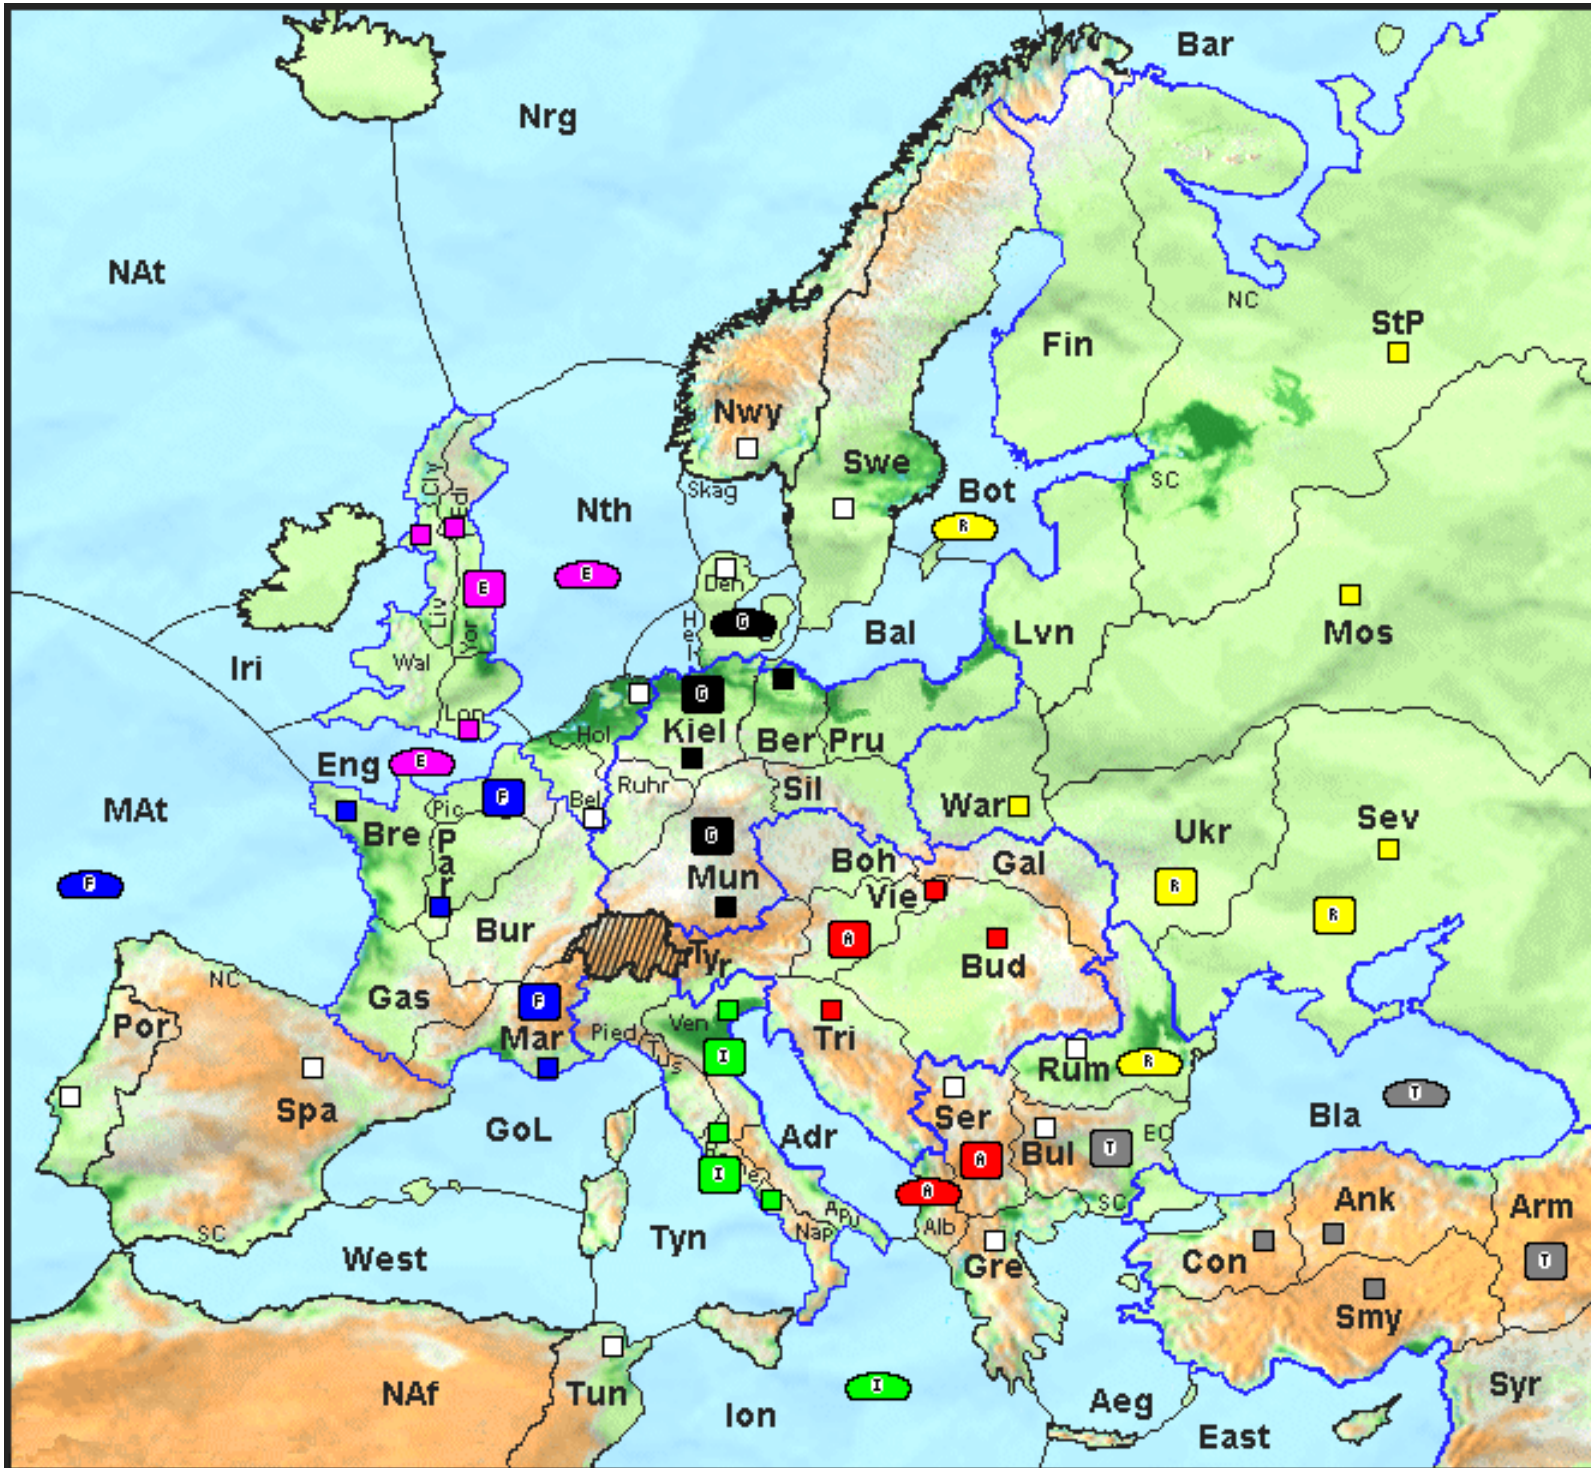 Bar
Nrg
NAt
NC
StP
Fin
Nwy
Swe
SC
Skag
Bot
Cly
Edi
Nth
R
E
E
Den
G
Hel
Bal
Lvn
Mos
Liv
Yor
Wal
Iri
G
Lon
Hol
Kiel
Ber
Pru
Eng
E
Ruhr
Sil
F
Pic
Bel
War
MAt
Bre
Par
G
Ukr
Sev
Boh
Gal
F
Mun
Vie
R
R
Bur
A
Tyr
Bud
NC
Gas
F
Por
Mar
Pied
Ven
Tri
Tus
I
Rum
R
T
Spa
GoL
Adr
Ser
Bla
Bul
EC
T
A
I
Rom
A
Ank
SC
Apu
Alb
SC
Arm
Nap
Tyn
West
Gre
Con
T
Smy
I
NAf
Tun
Ion
Aeg
Syr
East